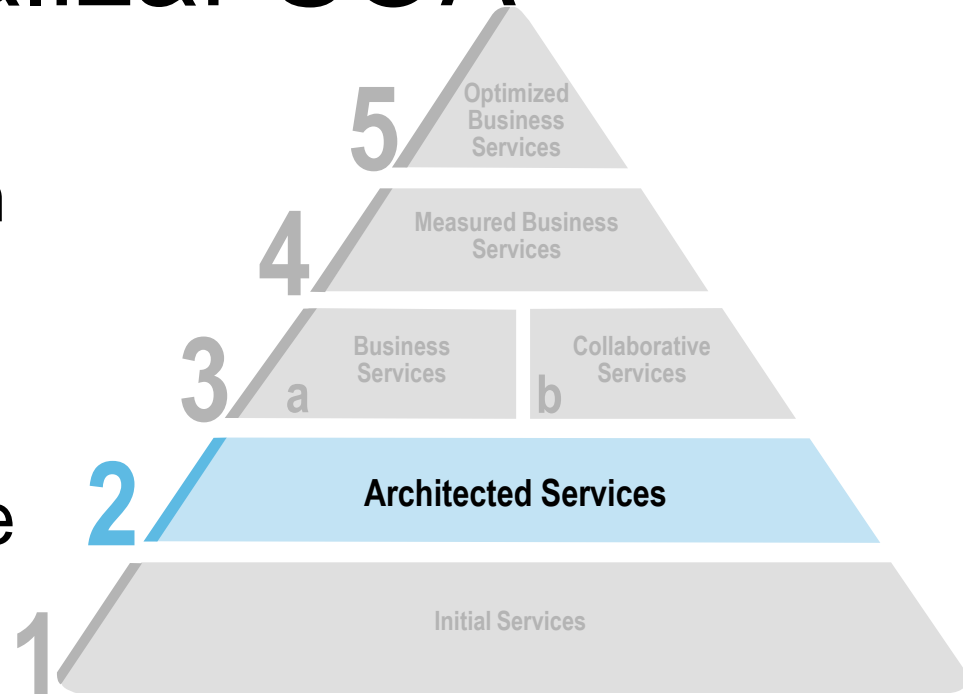 5
Optimized
Business
Services
4
Measured Business
Services
3
a
Business
Services
b
Collaborative
Services
2
Architected Services
e
1
Initial Services